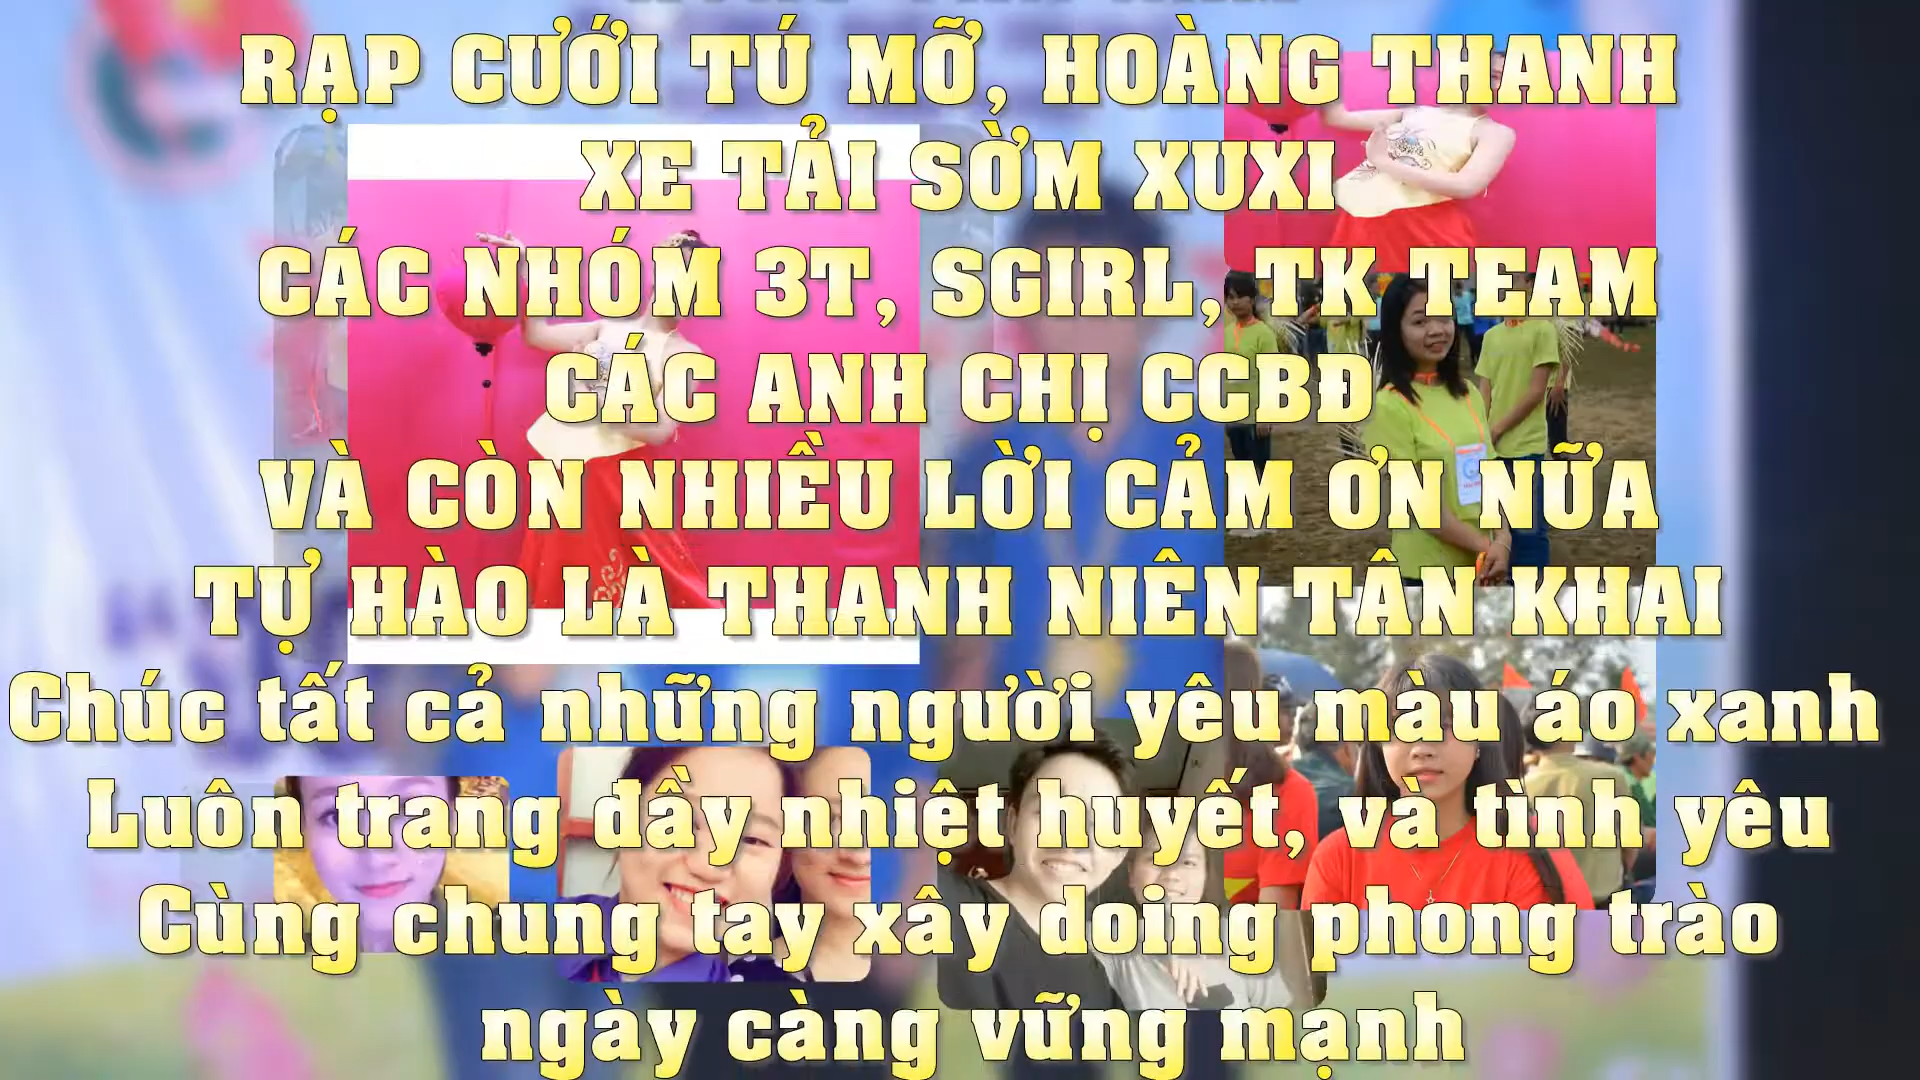 RẠP CƯỚI TÚ MỠ, HOÀNG THANH
XE TẢI SỜM XUXI
CÁC NHÓM 3T, SGIRL, TK TEAM
CÁC ANH CHỊ CCBĐ
VÀ CÒN NHIỀU LỜI CẢM ƠN NỮA
TỰ HÀO LÀ THANH NIÊN TÂN KHAI
Chúc tất cả những người yêu màu áo xanh
Luôn trang đầy nhiệt huyết, và tình yêu
Cùng chung tay xây doing phong trào
ngày càng vững mạnh